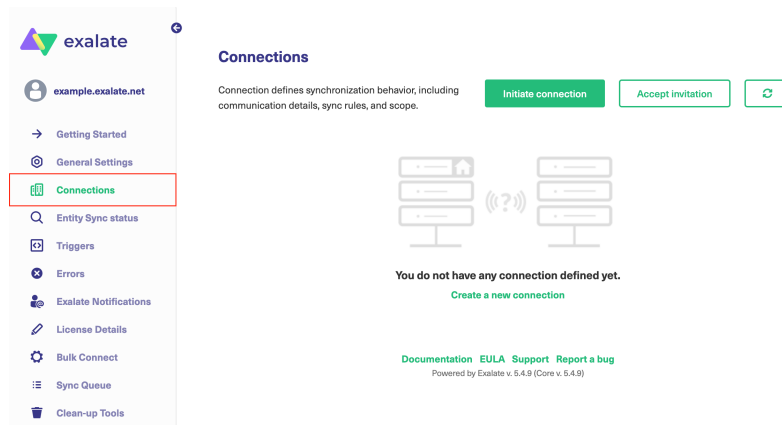 exalate
example.exalate.net
Getting Started
General Settings
Connections
Entity Sync status
Triggers
Errors
Exalate Notifications
License Details
Bulk Connect
Sync Queue
Clean-up Tools
Connections
Connection defines synchronization behavior, including
communication details, sync rules, and scope.
Initiate connection
Accept invitation
((?))
You do not have any connection defined yet.
Create a new connection
Documentation EULA Support Report a bug
Powered by Exalate v. 5.4.9 (Core v. 5.4.9)